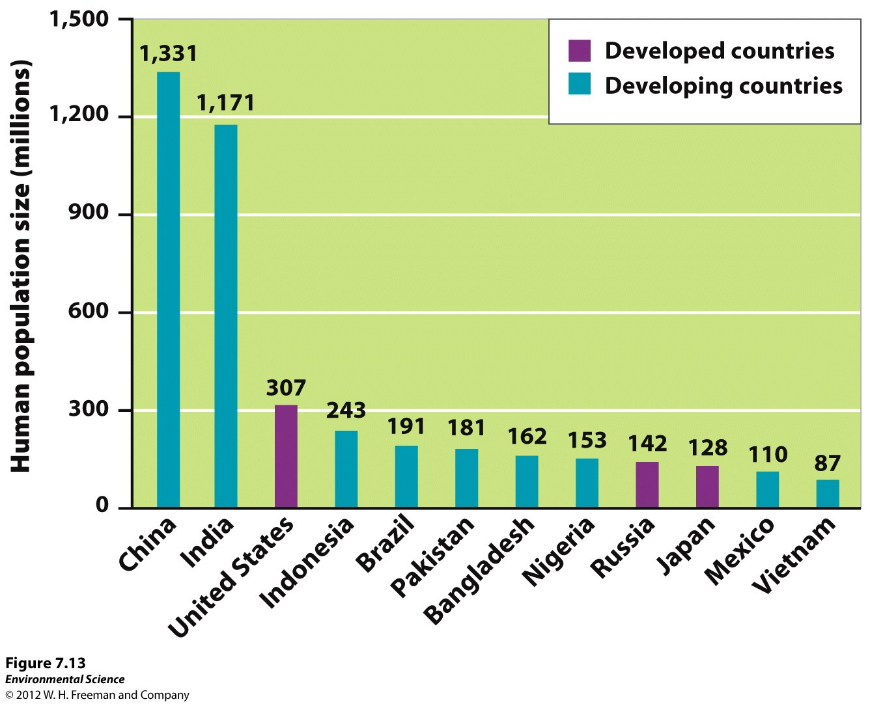 Human population size (millions)
1,500
1,200
900
600
300
0
Developed countries
Developing countries
1,331
1,171
307
243
191
181
162
153
142
128
110
87
China
India
United States
Indonesia
Brazil
Pakistan
Bangladesh
Nigeria
Russia
Japan
Mexico
Vietnam
Figure 7.13
Environmental Science
© 2012 W. H. Freeman and Company